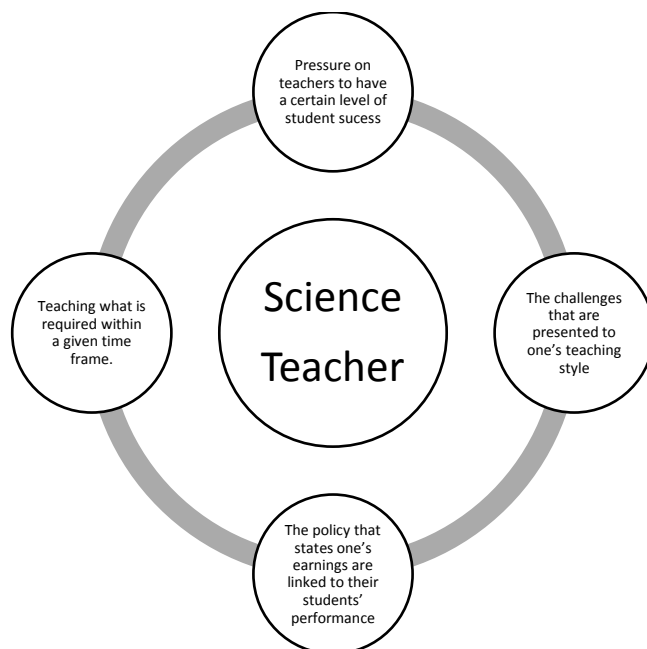 Pressure on
teachers to have
a certain level of
student sucess
Science
Teacher
Teaching what is
required within
a given time
frame.
The challenges
that are
presented to
one’s teaching
style
The policy that
states one’s
earnings are
linked to their
students’
performance